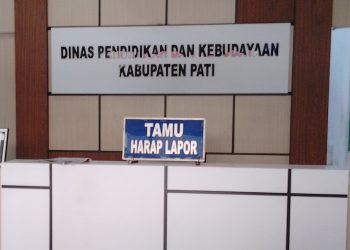 DINAS PENDIDIKAN DAN KEBUDAYAAN
KABUPATEN PATI
TAMU
HARAP LAPOR